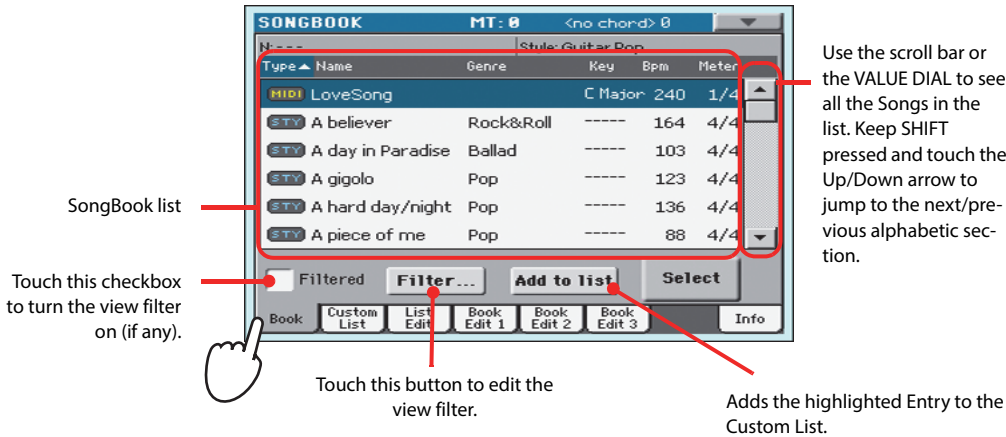 SONGBOOK MT: 0 <no chord> 0
N: - - - Style: Guitar Pop
Type Name Genre Key Bpm Meter
MIDI LoveSong C Major 240 1/4
STY A believer Rock&Roll ----- 164 4/4
STY A day in Paradise Ballad ----- 103 4/4
STY A gigolo Pop ----- 123 4/4
STY A hard day/night Pop ----- 136 4/4
STY A piece of me Pop ----- 88 4/4
Filtered Filter... Add to list Select
Book
Custom
List
List
Edit
Book
Edit 1
Book
Edit 2
Book
Edit 3
Info
Use the scroll bar or
the VALUE DIAL to see
all the Songs in the
list. Keep SHIFT
pressed and touch the
Up/Down arrow to
jump to the next/pre-
vious alphabetic sec-
tion.
SongBook list
Touch this checkbox
to turn the view filter
on (if any).
Touch this button to edit the
view filter.
Adds the highlighted Entry to the
Custom List.